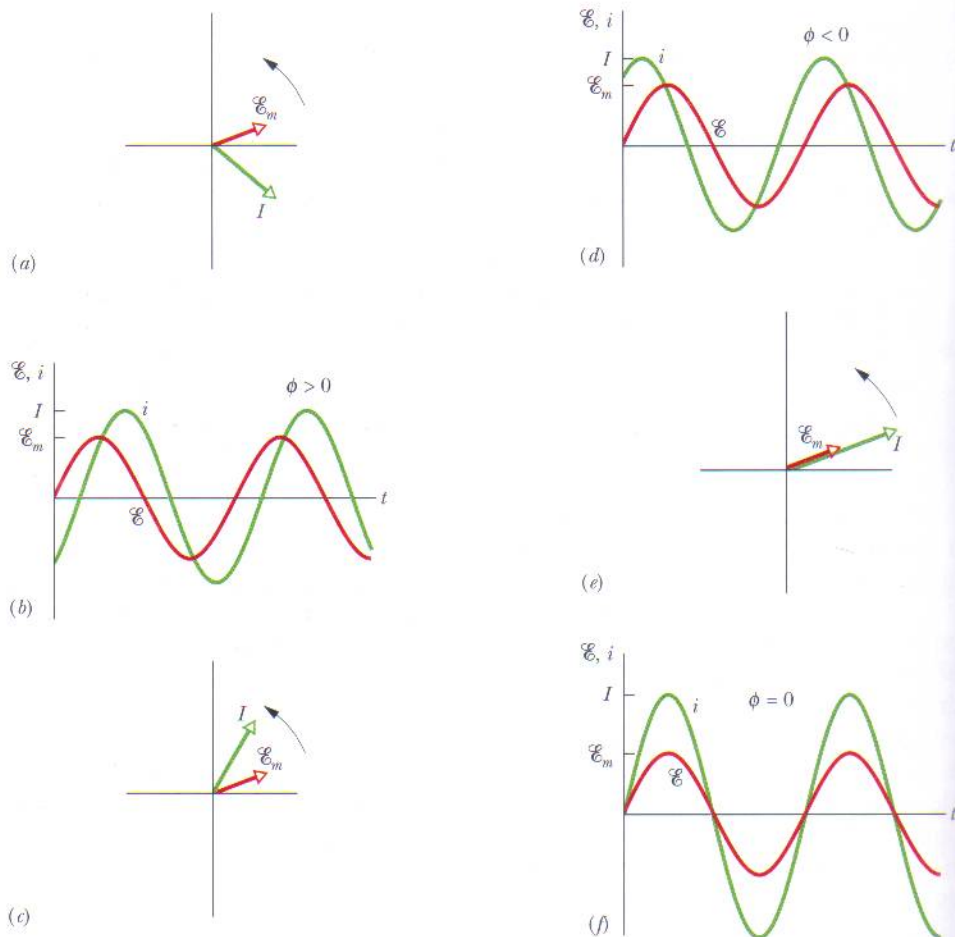 ℰm
I
(a)
ℰ, i
ϕ > 0
I
i
ℰm
t
ℰ
(b)
I
ℰm
(c)
ℰ, i
ϕ < 0
I
i
ℰm
ℰ
t
(d)
ℰm
I
(e)
ℰ, i
I
i
ϕ = 0
ℰm
ℰ
t
(f)